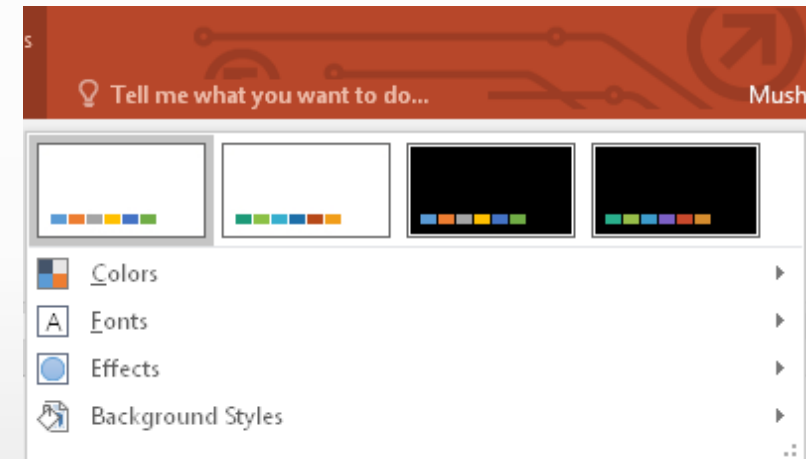 s
Tell me what you want to do...
Mush
A
Colors
Fonts
Effects
Background Styles